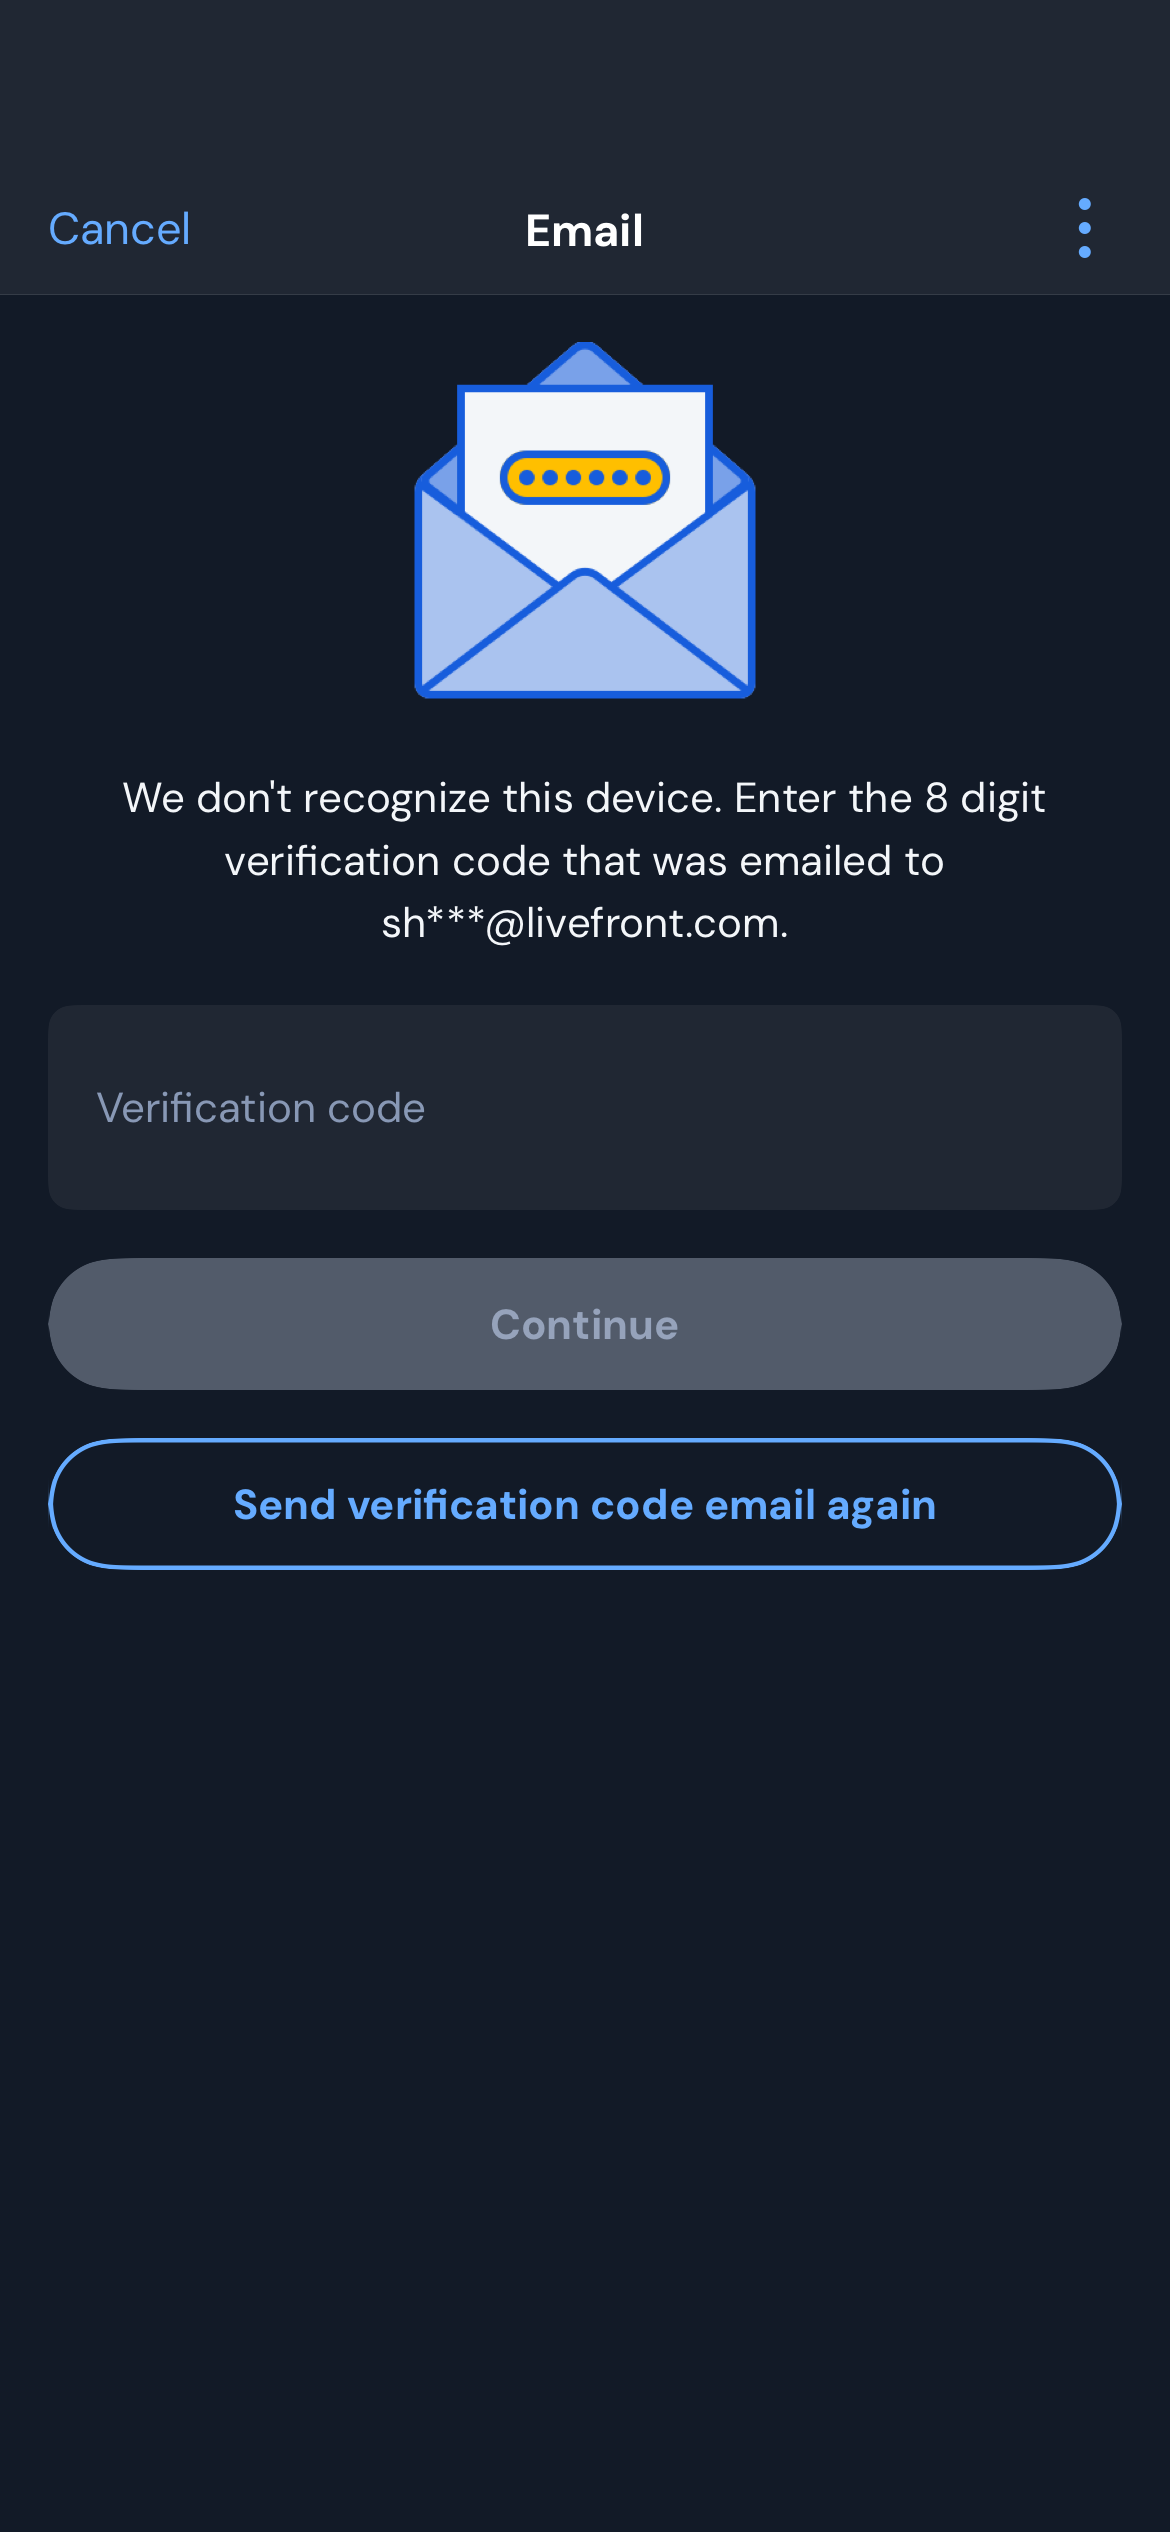 Cancel
Email
We don't recognize this device. Enter the 8 digit
verification code that was emailed to
sh***@livefront.com.
Verification code
Continue
Send verification code email again